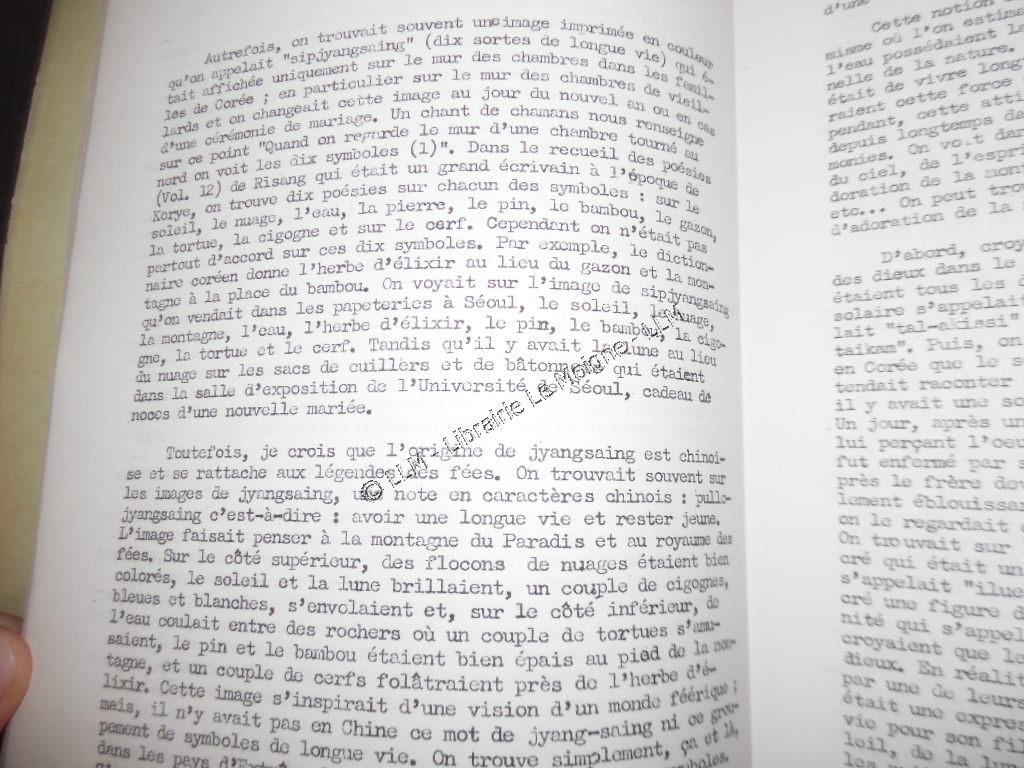 Autrefois, on trouvait souvent une image imprimée en couleur
qu'on appelait "sipjyangsaing" (dix sortes de longue vie) qui é-
tait affichée uniquement sur le mur des chambres dans les famil-
les de Corée ; en particulier sur le mur des chambres de vieil-
lards et on changeait cette image au jour du nouvel an ou en cas
d'une cérémonie de mariage. Un chant de chamans nous renseigne
sur ce point "Quand on regarde le mur d'une chambre tourné au
nord on voit les dix symboles (1)". Dans le recueil des poésies
(Vol. 12) de Risang qui était un grand écrivain à l'époque de
Korye, on trouve dix poésies sur chacun des symboles : sur le
soleil, le nuage, l'eau, la pierre, le pin, le bambou, le gazon,
la tortue, la cigogne et sur le cerf. Cependant on n'était pas
partout d'accord sur ces dix symboles. Par exemple, le diction-
naire coréen donne l'herbe d'élixir au lieu du gazon et la mon-
tagne à la place du bambou. On voyait sur l'image de sipjyangsaing
qu'on vendait dans les papeteries à Séoul, le soleil, le nuage,
la montagne, l'eau, l'herbe d'élixir, le pin, le bambou, la cigo-
gne, la tortue et le cerf. Tandis qu'il y avait la lune au lieu
du nuage sur les sacs de cuillers et de bâtonnets qui étaient
dans la salle d'exposition de l'Université de Séoul, cadeau de
noces d'une nouvelle mariée.
Toutefois, je crois que l'origine de jyangsaing est chinoi-
se et se rattache aux légendes des fées. On trouvait souvent sur
les images de jyangsaing, une note en caractères chinois : pullo-
jyangsaing c'est-à-dire : avoir une longue vie et rester jeune.
L'image faisait penser à la montagne du Paradis et au royaume des
fées. Sur le côté supérieur, des flocons de nuages étaient bien
colorés, le soleil et la lune brillaient, un couple de cigognes,
bleues et blanches, s'envolaient et, sur le côté inférieur, de
l'eau coulait entre des rochers où un couple de tortues s'amu-
saient, le pin et le bambou étaient bien épais au pied de la mon-
tagne, et un couple de cerfs folâtraient près de l'herbe d'é-
lixir. Cette image s'inspirait d'une vision d'un monde féérique ;
mais, il n'y avait pas en Chine ce mot de jyang-saing ni ce grou-
pement de symboles de longue vie. On trouve simplement, ça et là,
dans les pays
© LLM - Librairie Le Moigne - LLM
d'une
Cette notion
misme où l'on estima
l'eau possédaient le
nelle de la nature.
était de vivre long
raient cette force
pendant, cette atti
depuis longtemps da
monies. On voit dan
du ciel, de l'espri
doration de la mont
etc... On peut trou
d'adoration de la
D'abord, croy
des dieux dans le
étaient tous les d
solaire s'appelait
lait "tal-akissi"
taikam". Puis, on
en Corée que le s
tendait raconter
il y avait une so
Un jour, après un
lui perçant l'oeu
fut enfermé par s
près le frère dev
lement éblouissan
on le regardait
On trouvait sur
cré qui était un
s'appelait "ilue
cré une figure d
nité qui s'appel
croyaient que le
dieux. En réalit
par une de leurs
était une expres
vie pour son fil
leil, de la lun